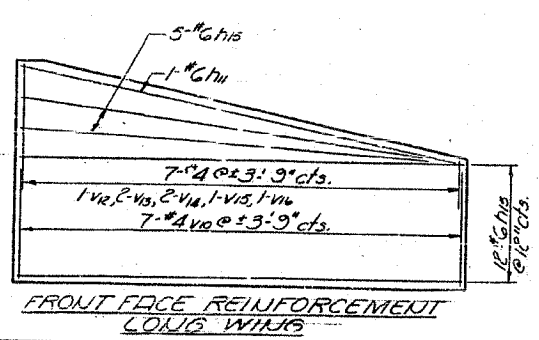 5-#6 h15
1-#6 h11
7-#4 @ ± 3'-9" cts.
1-v12, 2-v13, 2-v14, 1-v15, 1-v16
7-#4 v10 @ ± 3'-9" cts.
12-#6 h15
@ 12" cts.
FRONT FACE REINFORCEMENT
LONG WING